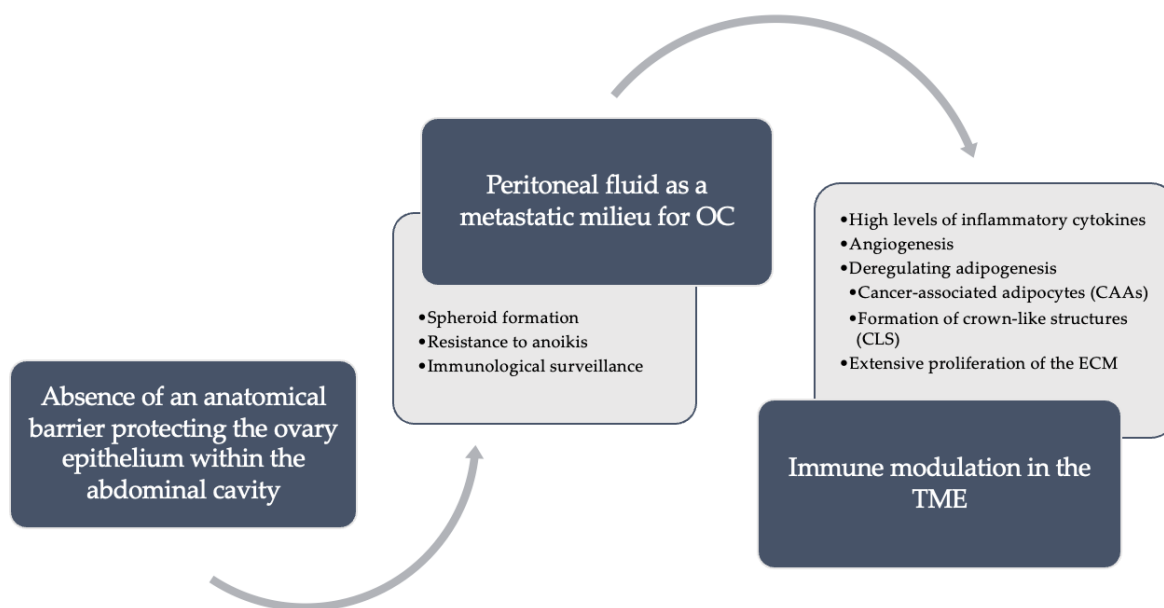 Absence of an anatomical
barrier protecting the ovary
epithelium within the
abdominal cavity
Peritoneal fluid as a
metastatic milieu for OC
•Spheroid formation
•Resistance to anoikis
•Immunological surveillance
•High levels of inflammatory cytokines
•Angiogenesis
•Deregulating adipogenesis
•Cancer-associated adipocytes (CAAs)
•Formation of crown-like structures
(CLS)
•Extensive proliferation of the ECM
Immune modulation in the
TME